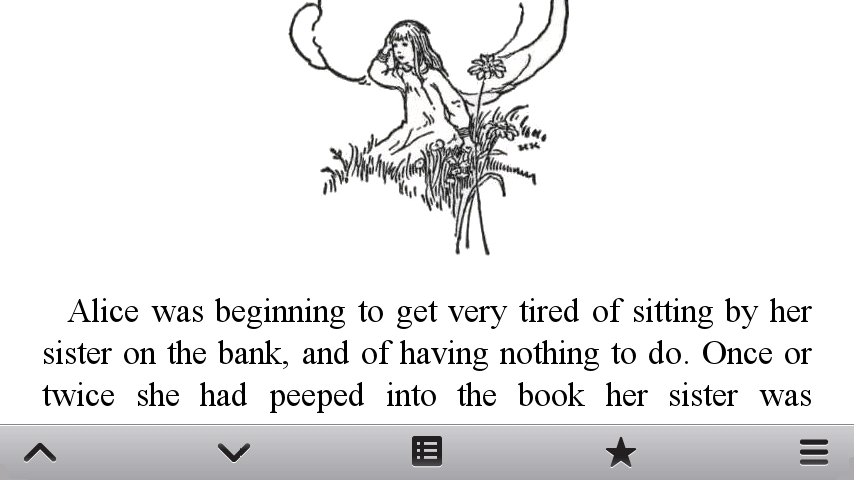 Alice was beginning to get very tired of sitting by her
sister on the bank, and of having nothing to do. Once or
twice she had peeped into the book her sister was